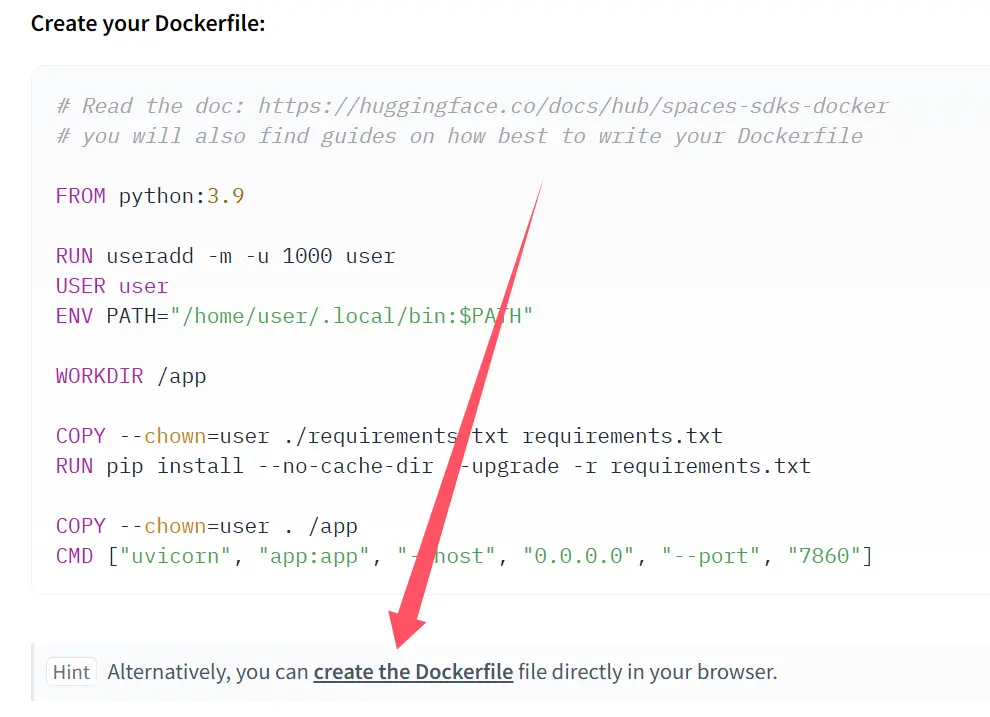 Create your Dockerfile:
# Read the doc: https://huggingface.co/docs/hub/spaces-sdks-docker
# you will also find guides on how best to write your Dockerfile
FROM python:3.9
RUN useradd -m -u 1000 user
USER user
ENV PATH="/home/user/.local/bin:$PATH"
WORKDIR /app
COPY --chown=user ./requirements.txt requirements.txt
RUN pip install --no-cache-dir --upgrade -r requirements.txt
COPY --chown=user . /app
CMD ["uvicorn", "app:app", "--host", "0.0.0.0", "--port", "7860"]
Hint Alternatively, you can create the Dockerfile file directly in your browser.